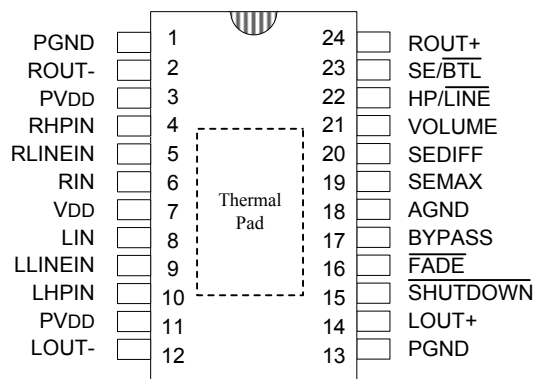 PGND 1 24 ROUT+
ROUT- 2 23 SE/BTL
PVDD 3 22 HP/LINE
RHPIN 4 21 VOLUME
RLINEIN 5 20 SEDIFF
RIN 6 19 SEMAX
VDD 7 18 AGND
LIN 8 17 BYPASS
LLINEIN 9 16 FADE
LHPIN 10 15 SHUTDOWN
PVDD 11 14 LOUT+
LOUT- 12 13 PGND
Thermal
Pad